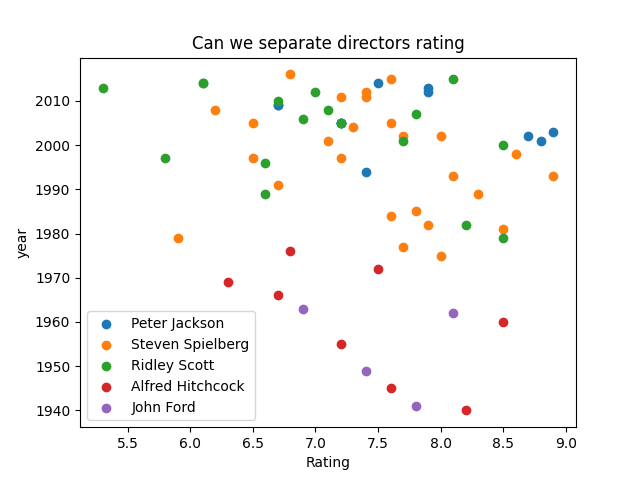 Can we separate directors rating
year
2010
2000
1990
1980
1970
1960
1950
1940
Peter Jackson
Steven Spielberg
Ridley Scott
Alfred Hitchcock
John Ford
5.5 6.0 6.5 7.0 7.5 8.0 8.5 9.0
Rating